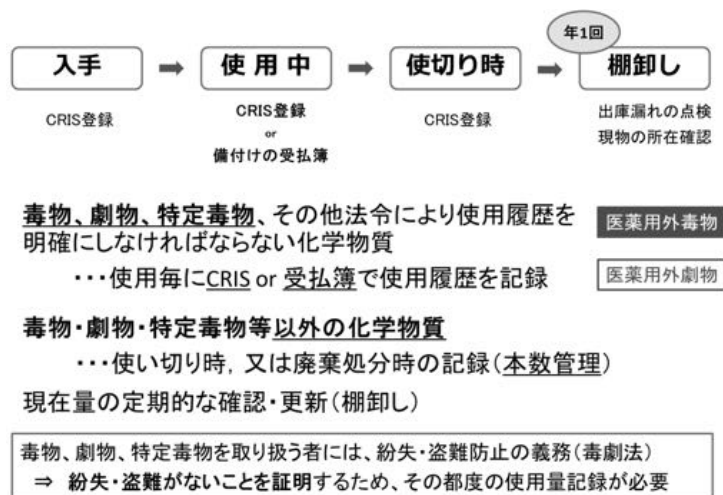 年1回
入手 ➡ 使用中 ➡ 使切り時 ➡ 棚卸し
CRIS登録
CRIS登録
or
備付けの受払簿
CRIS登録
出庫漏れの点検
現物の所在確認
毒物、劇物、特定毒物、その他法令により使用履歴を
明確にしなければならない化学物質
・・・使用毎にCRIS or 受払簿で使用履歴を記録
医薬用外毒物
医薬用外劇物
毒物・劇物・特定毒物等以外の化学物質
・・・使い切り時，又は廃棄処分時の記録（本数管理）
現在量の定期的な確認・更新（棚卸し）
毒物、劇物、特定毒物を取り扱う者には、紛失・盗難防止の義務（毒劇法）
⇒ 紛失・盗難がないことを証明するため、その都度の使用量記録が必要